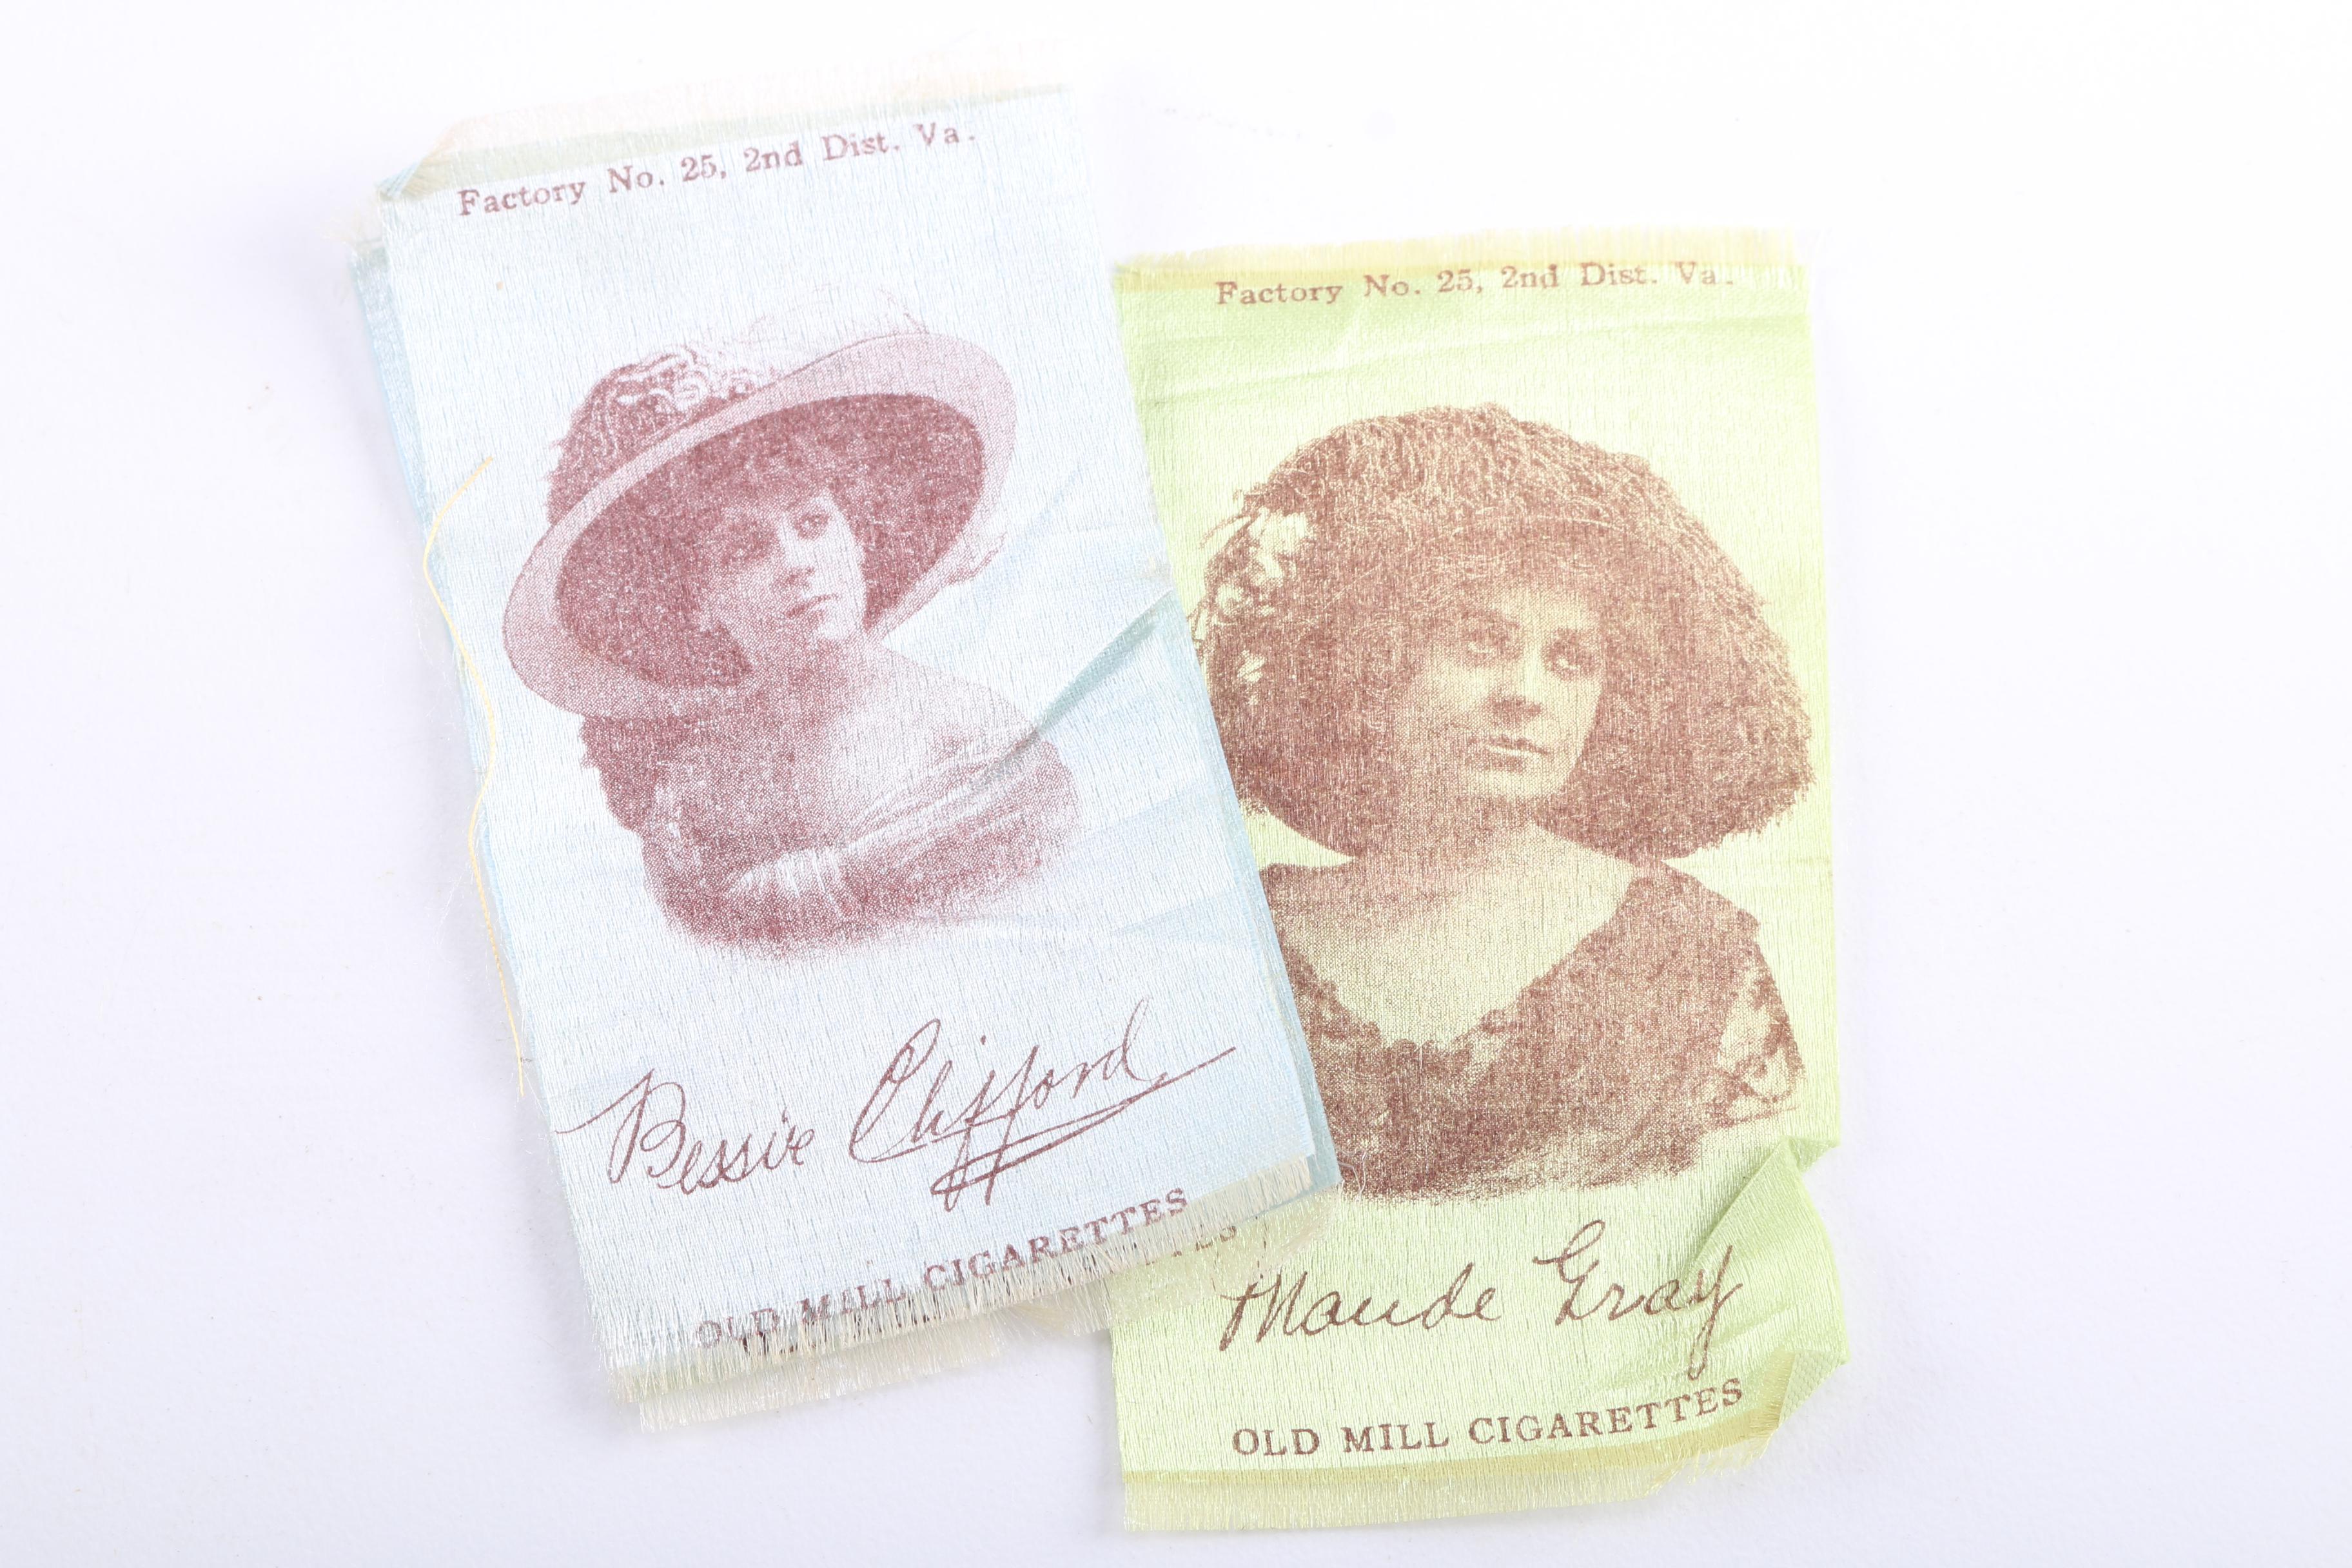 Factory No. 25, 2nd Dist. Va.
Bessie Clifford
OLD MILL CIGARETTES
Factory No. 25, 2nd Dist. Va.
Maude Gray
OLD MILL CIGARETTES